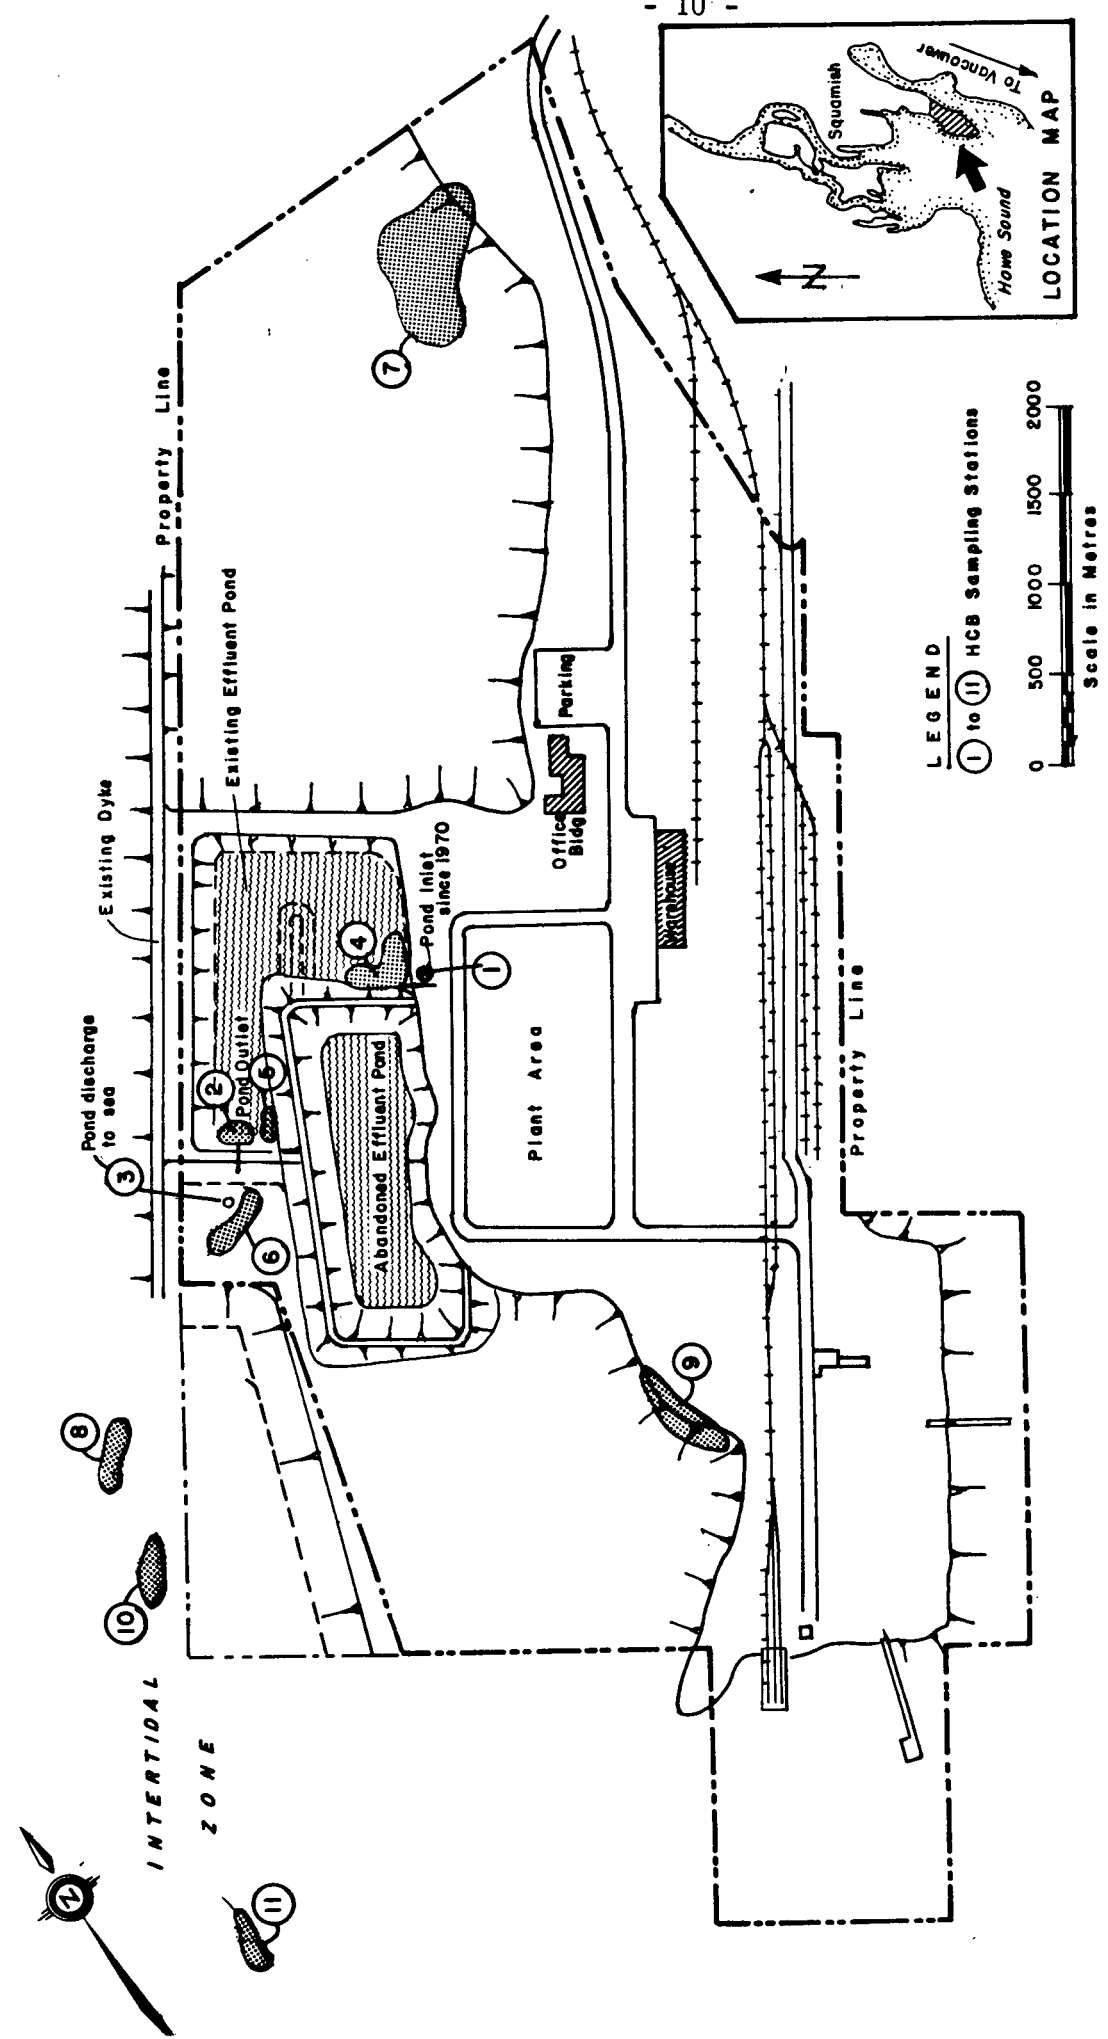 - 10 -
Property Line
Existing Effluent Pond
Existing Dyke
Pond discharge
to sea
3
2
Pond Outlet
5
6
4
Pond Inlet
since 1970
1
Abandoned Effluent Pond
Plant Area
Office
Bldg
Parking
Warehouse
7
8
9
10
11
INTERTIDAL
ZONE
N
Property Line
LEGEND
1 to 11 HCB Sampling Stations
0 500 1000 1500 2000
Scale in Metres
Squamish
To Vancouver
Howe Sound
N
LOCATION MAP